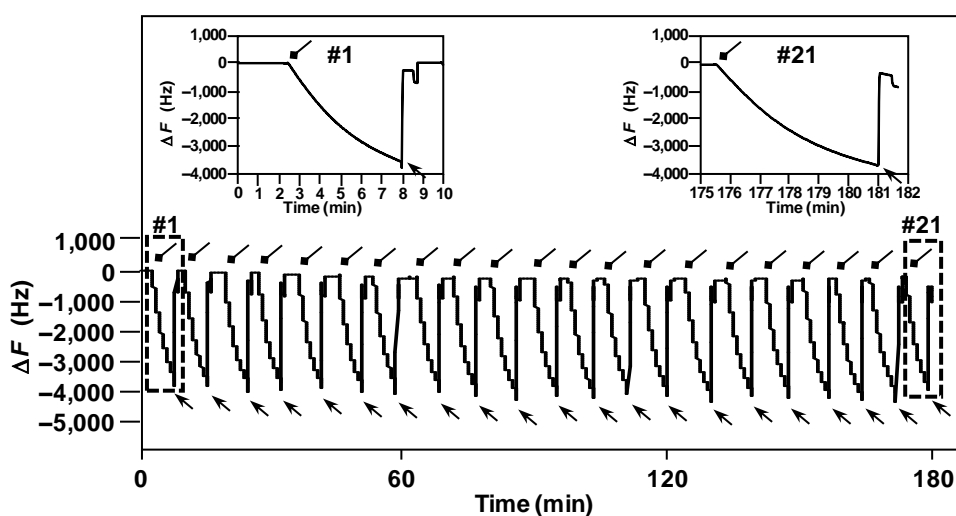 1,000
0
–1,000
–2,000
–3,000
–4,000
ΔF (Hz)
#1
0 1 2 3 4 5 6 7 8 9 10
Time (min)
1,000
0
–1,000
–2,000
–3,000
–4,000
ΔF (Hz)
#21
175 176 177 178 179 180 181 182
Time (min)
#1
#21
1,000
0
–1,000
–2,000
–3,000
–4,000
–5,000
ΔF (Hz)
0 60 120 180
Time (min)